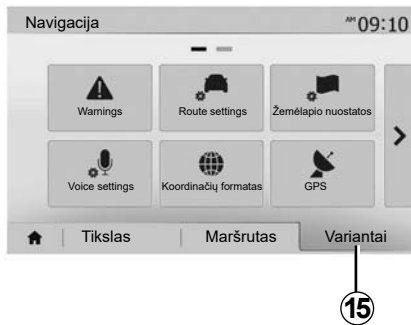 Navigacija
AM 09:10
Warnings
Route settings
Žemėlapio nuostatos
Voice settings
Koordinačių formatas
GPS
Tikslas
Maršrutas
Variantai
15